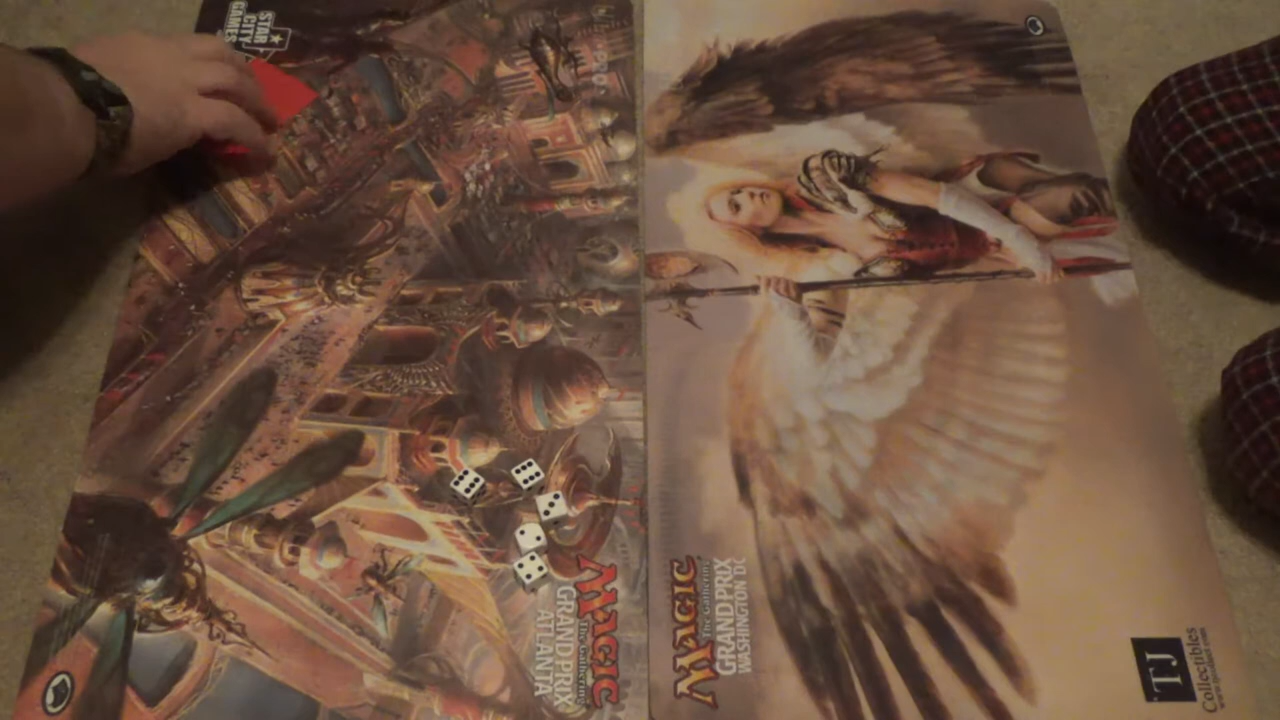 STAR
CITY
GAMES
MAGIC
The Gathering
GRAND PRIX
ATLANTA
MAGIC
The Gathering
GRAND PRIX
WASHINGTON DC
TJ
Collectibles